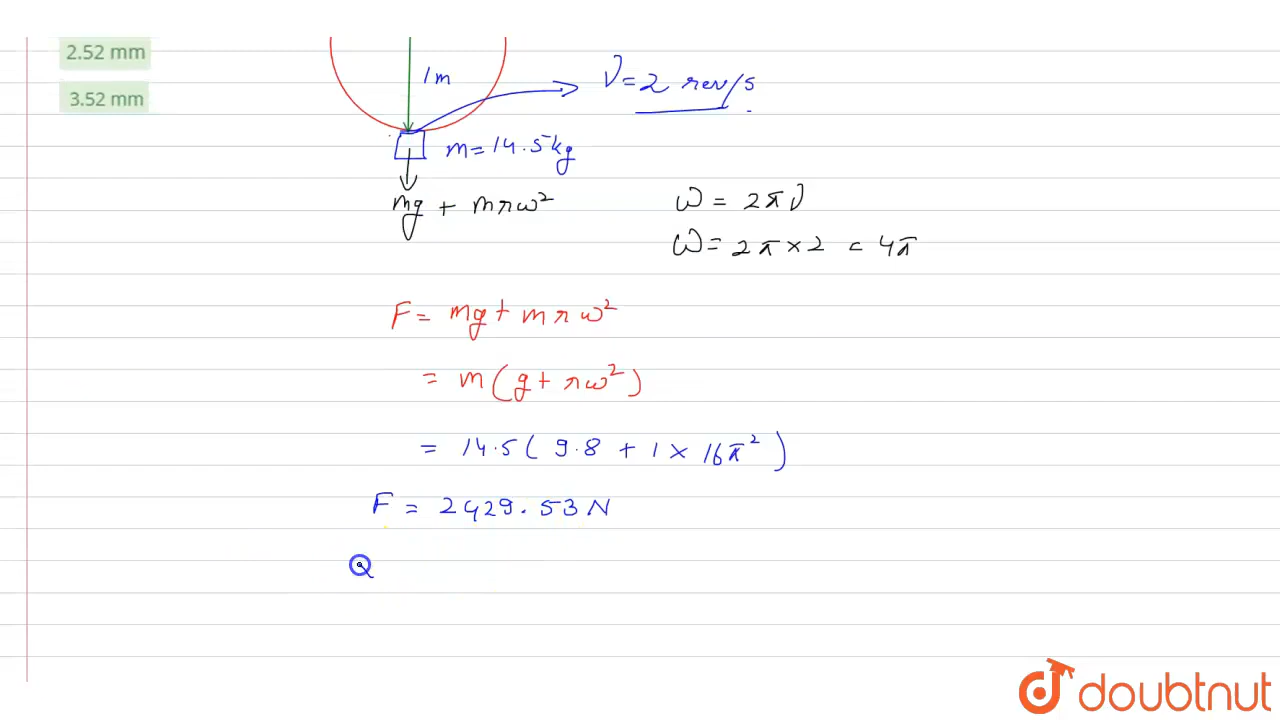 2.52 mm
3.52 mm
1m
ν = 2 rev/s
m = 14.5 kg
mg + mrω²
ω = 2πν
ω = 2π × 2 = 4π
F = mg + mrω²
= m(g + rω²)
= 14.5(9.8 + 1 × 16π²)
F = 2429.53 N
Q
doubtnut